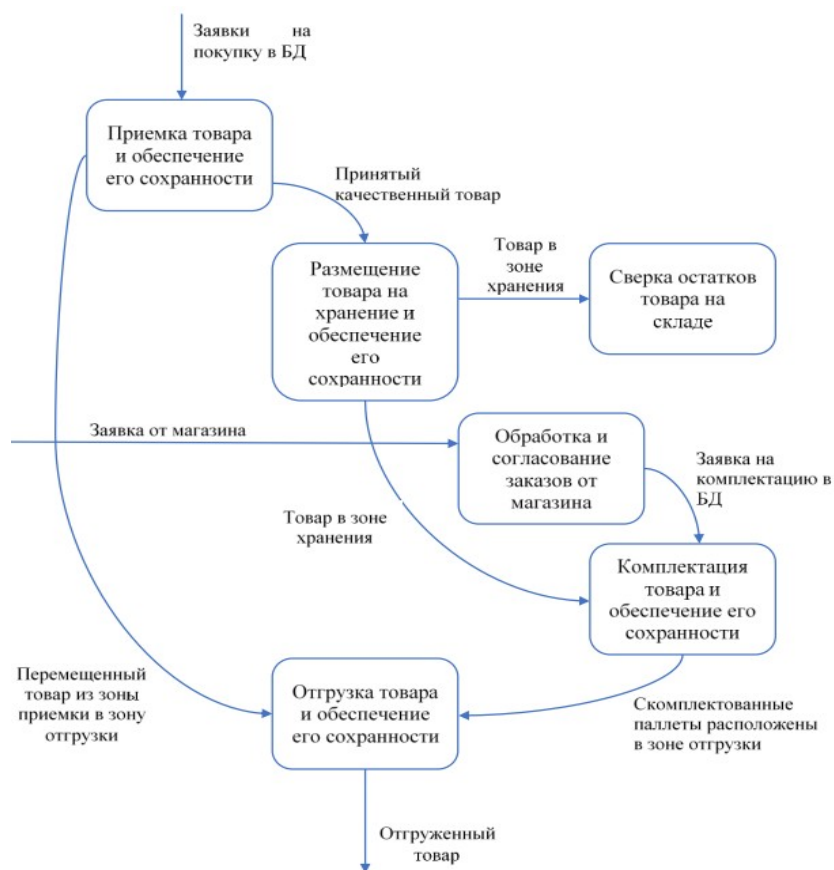 Заявки на
покупку в БД
Приемка товара
и обеспечение
его сохранности
Принятый
качественный товар
Размещение
товара на
хранение и
обеспечение
его
сохранности
Товар в
зоне
хранения
Сверка остатков
товара на
складе
Заявка от магазина
Обработка и
согласование
заказов от
магазина
Заявка на
комплектацию в
БД
Товар в зоне
хранения
Комплектация
товара и
обеспечение его
сохранности
Перемещенный
товар из зоны
приемки в зону
отгрузки
Отгрузка товара
и обеспечение
его сохранности
Скомплектованные
паллеты расположены
в зоне отгрузки
Отгруженный
товар